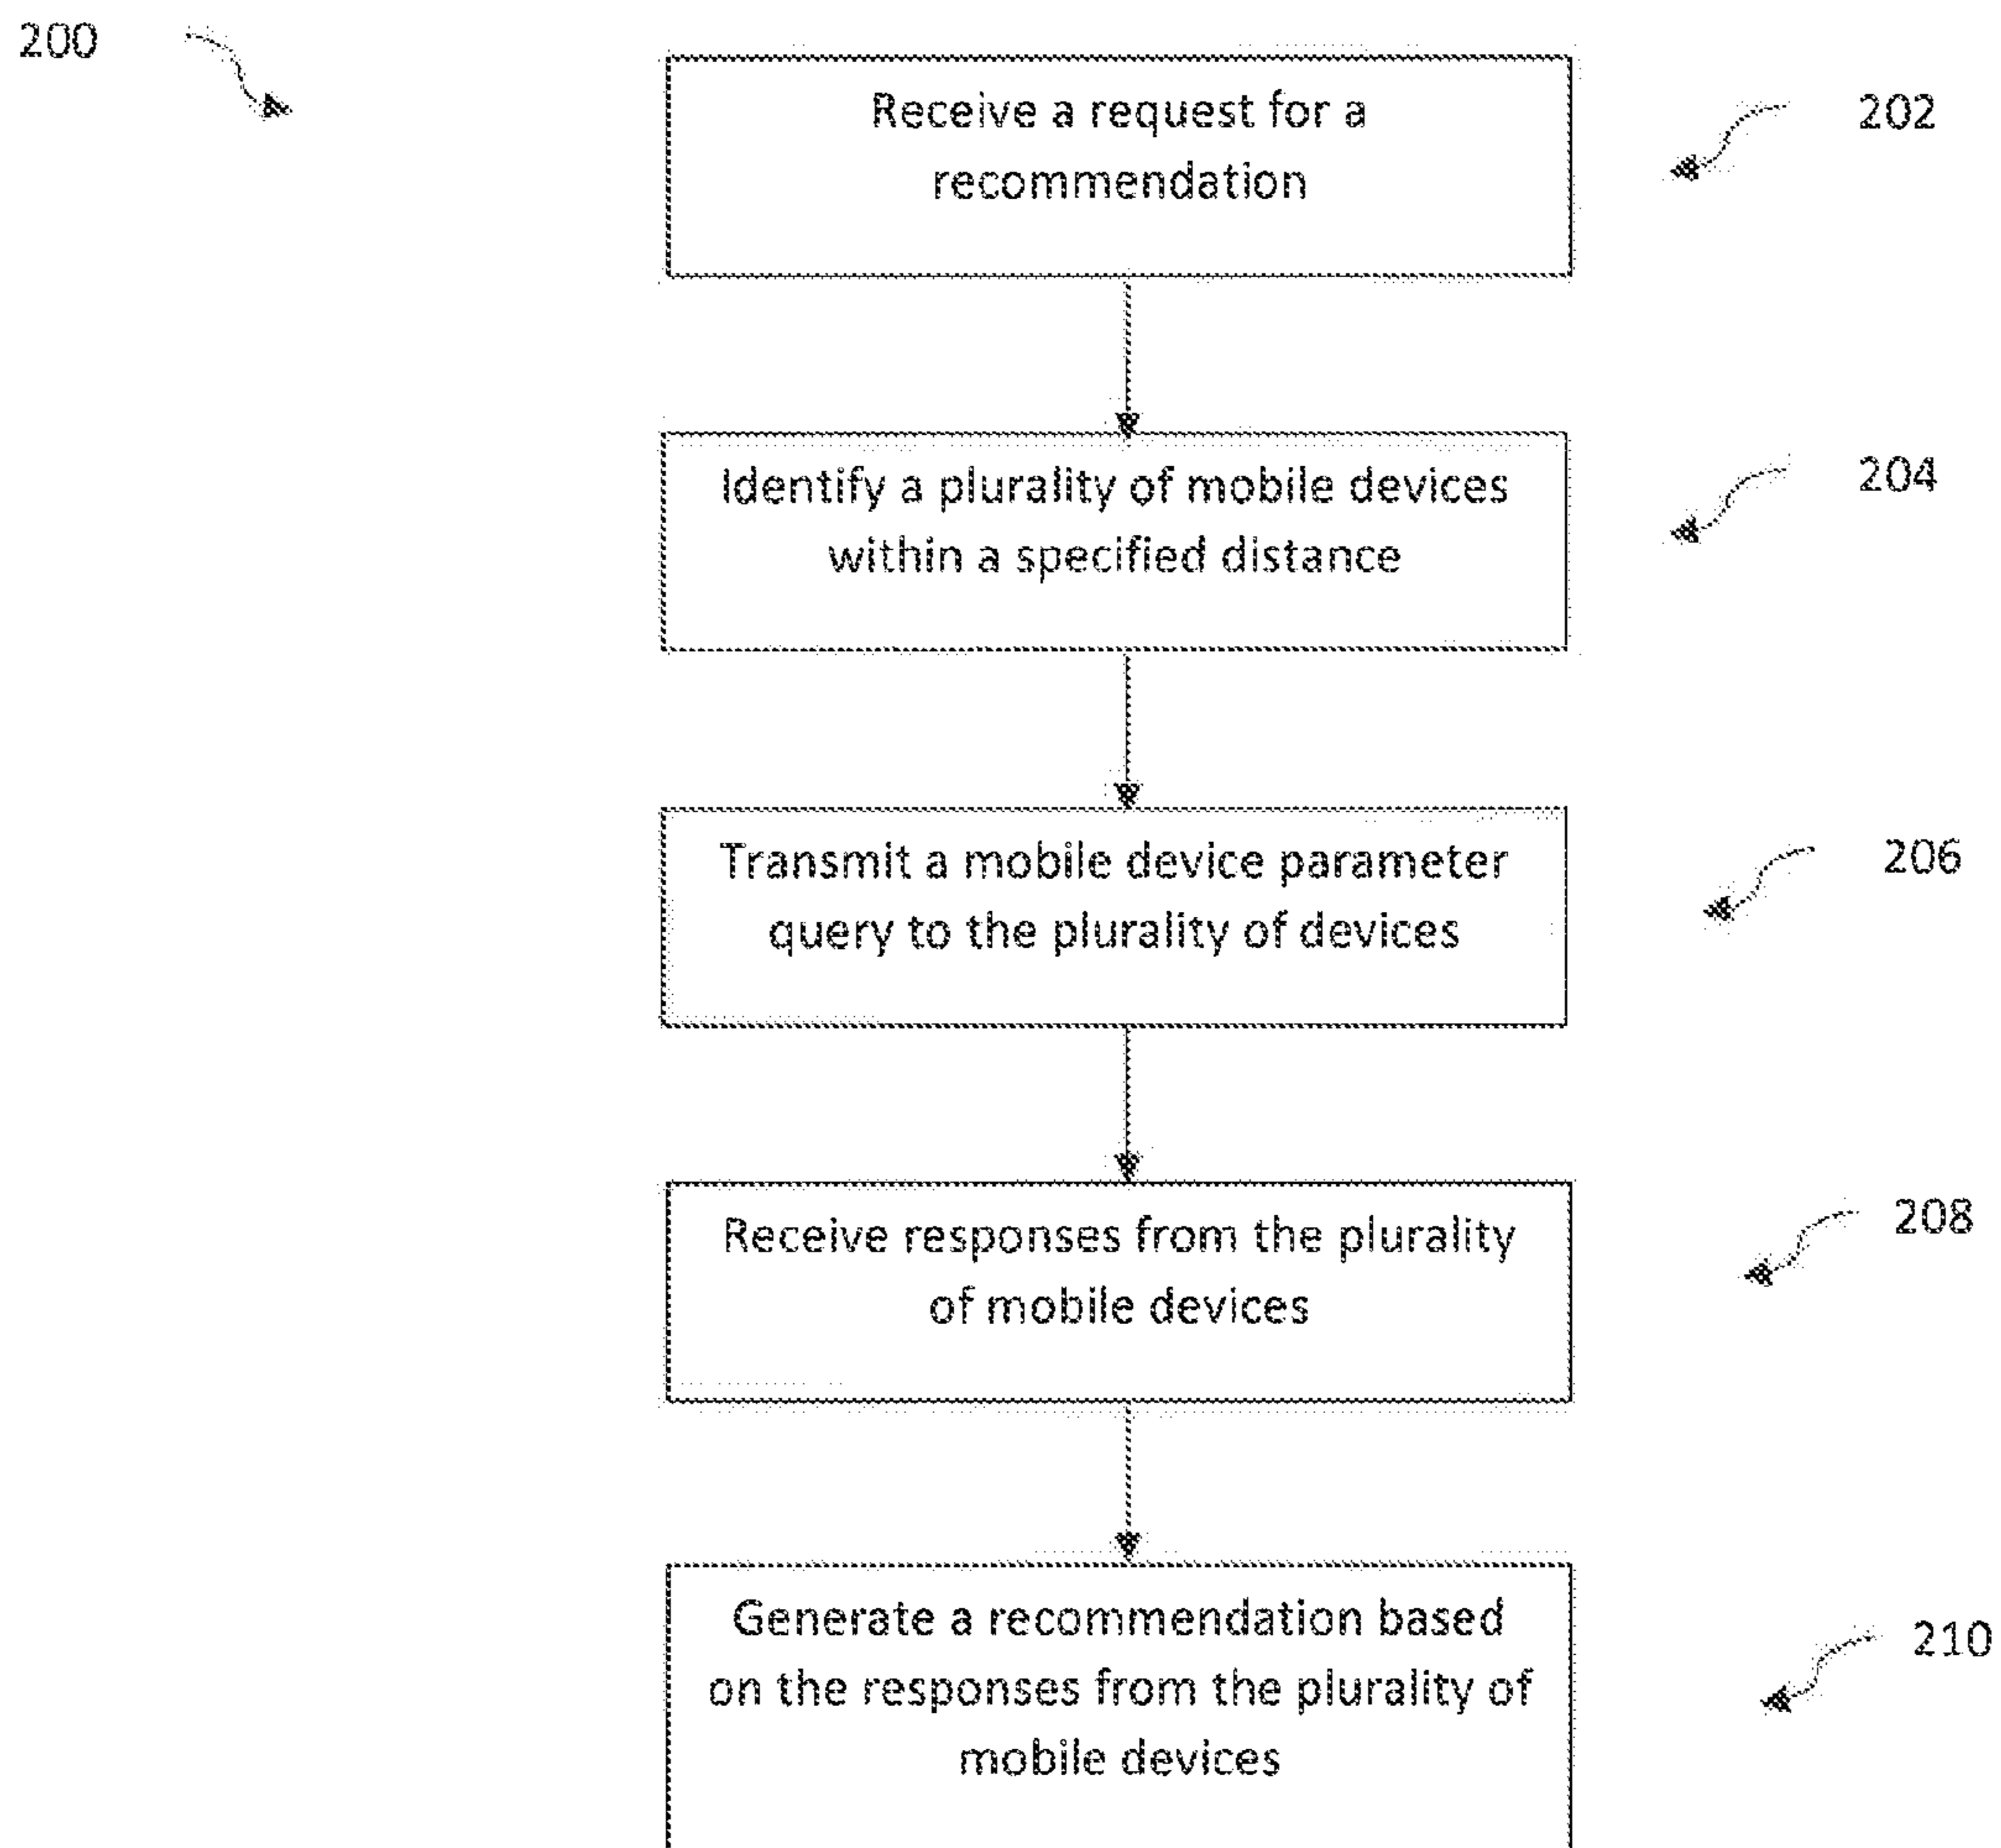 200
Receive a request for a
recommendation
202
Identify a plurality of mobile devices
within a specified distance
204
Transmit a mobile device parameter
query to the plurality of devices
206
Receive responses from the plurality
of mobile devices
208
Generate a recommendation based
on the responses from the plurality of
mobile devices
210